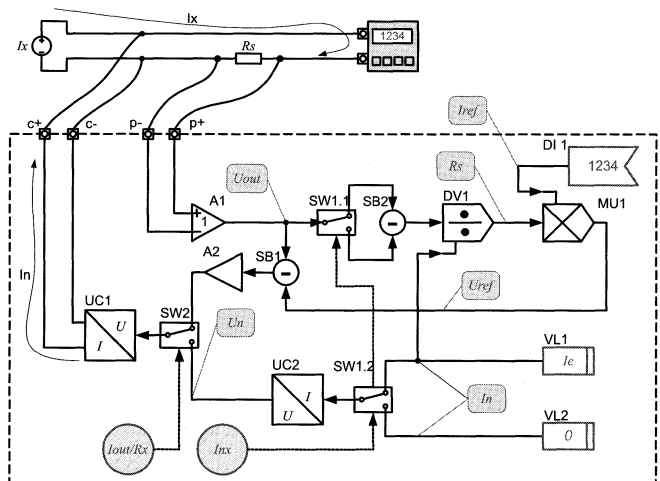 Ix
1234
Ix
Rs
c+
c-
p-
p+
Iref
DI 1
1234
Uout
Rs
A1
SW1.1
SB2
DV1
MU1
+
1
-
÷
A2
SB1
-
Uref
In
UC1
SW2
Un
U
I
UC2
SW1.2
VL1
Ie
I
U
In
VL2
0
Iout/Rx
Inx